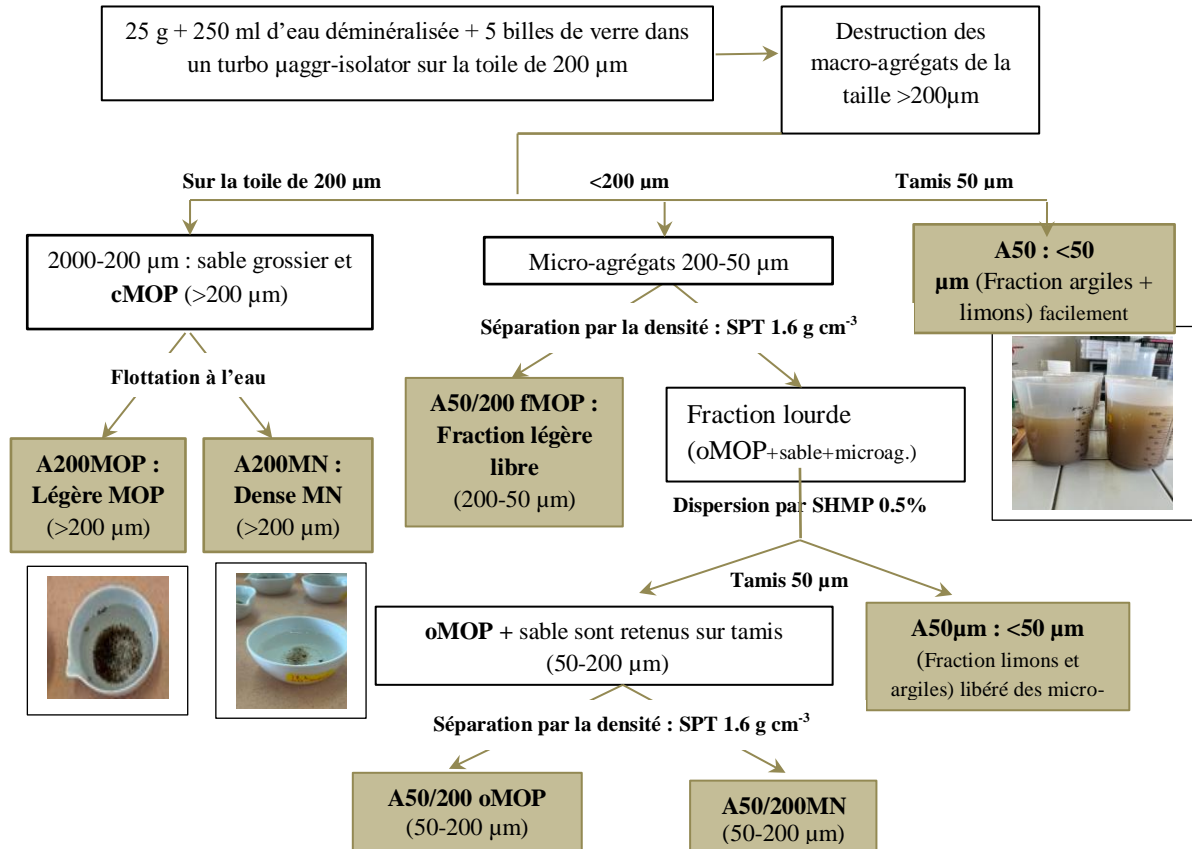 25 g + 250 ml d'eau déminéralisée + 5 billes de verre dans
un turbo µaggr-isolator sur la toile de 200 µm
Destruction des
macro-agrégats de la
taille >200µm
Sur la toile de 200 µm
<200 µm
Tamis 50 µm
2000-200 µm : sable grossier et
cMOP (>200 µm)
Micro-agrégats 200-50 µm
A50 : <50
µm (Fraction argiles +
limons) facilement
Séparation par la densité : SPT 1.6 g cm-3
Flottation à l'eau
A200MOP :
Légère MOP
(>200 µm)
A200MN :
Dense MN
(>200 µm)
A50/200 fMOP :
Fraction légère
libre
(200-50 µm)
Fraction lourde
(oMOP+sable+microag.)
Dispersion par SHMP 0.5%
Tamis 50 µm
oMOP + sable sont retenus sur tamis
(50-200 µm)
A50µm : <50 µm
(Fraction limons et
argiles) libéré des micro-
Séparation par la densité : SPT 1.6 g cm-3
A50/200 oMOP
(50-200 µm)
A50/200MN
(50-200 µm)